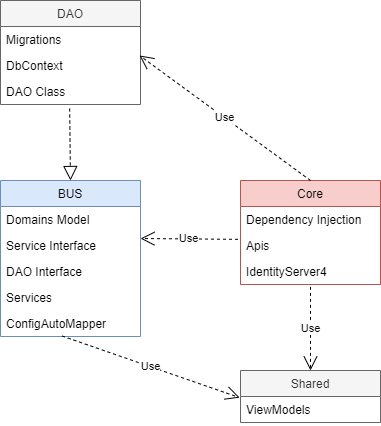 DAO
Migrations
DbContext
DAO Class
Use
BUS
Domains Model
Service Interface
DAO Interface
Services
ConfigAutoMapper
Use
Core
Dependency Injection
Apis
IdentityServer4
Use
Use
Shared
ViewModels